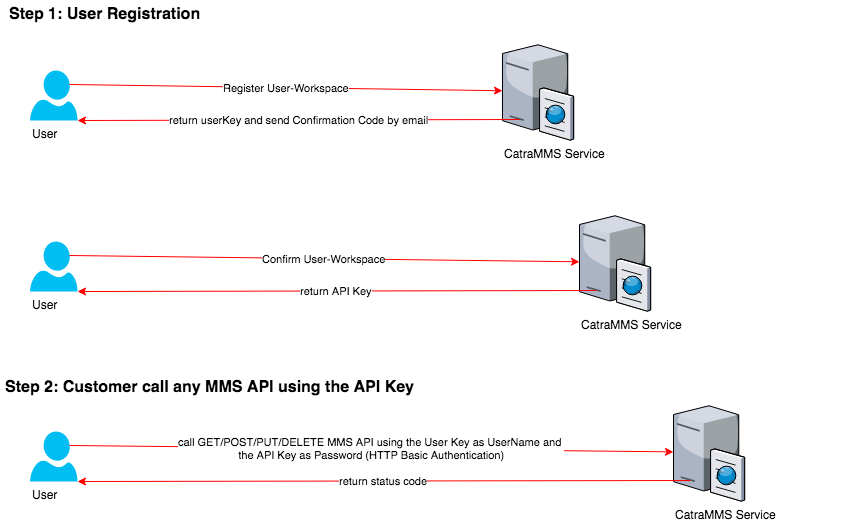 Step 1: User Registration
Register User-Workspace
return userKey and send Confirmation Code by email
User
CatraMMS Service
Confirm User-Workspace
return API Key
User
CatraMMS Service
Step 2: Customer call any MMS API using the API Key
call GET/POST/PUT/DELETE MMS API using the User Key as UserName and
the API Key as Password (HTTP Basic Authentication)
return status code
User
CatraMMS Service